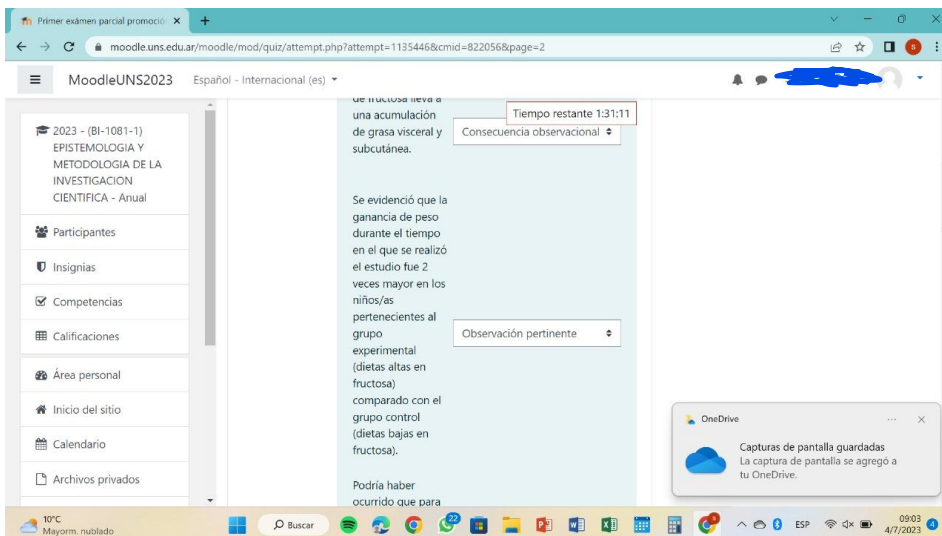 Primer exámen parcial promoció
moodle.uns.edu.ar/moodle/mod/quiz/attempt.php?attempt=1135446&cmid=822056&page=2
s
MoodleUNS2023 Español - Internacional (es)
2023 - (BI-1081-1)
EPISTEMOLOGIA Y
METODOLOGIA DE LA
INVESTIGACION
CIENTIFICA - Anual
Participantes
Insignias
Competencias
Calificaciones
Área personal
Inicio del sitio
Calendario
Archivos privados
Tiempo restante 1:31:11
de fructosa lleva a
una acumulación
de grasa visceral y
subcutánea.
Consecuencia observacional
Se evidenció que la
ganancia de peso
durante el tiempo
en el que se realizó
el estudio fue 2
veces mayor en los
niños/as
pertenecientes al
grupo
experimental
(dietas altas en
fructosa)
comparado con el
grupo control
(dietas bajas en
fructosa).
Observación pertinente
Podría haber
ocurrido que para
OneDrive
Capturas de pantalla guardadas
La captura de pantalla se agregó a
tu OneDrive.
10°C
Mayorm. nublado
Buscar
22
ESP
09:03
4/7/2023
4